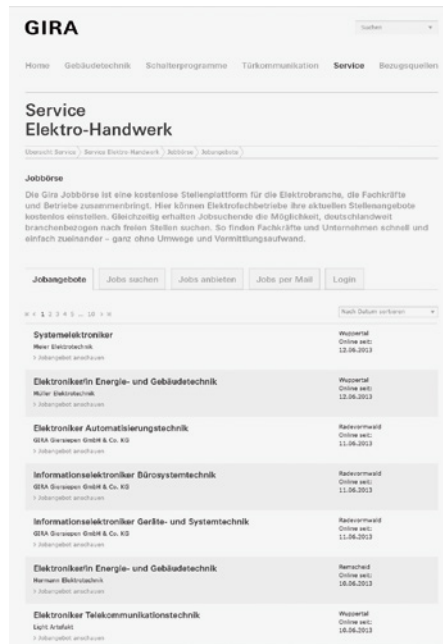 GIRA
Suchen
Home Gebäudetechnik Schalterprogramme Türkommunikation Service Bezugsquellen
Service
Elektro-Handwerk
Übersicht Service Service Elektro-Handwerk Jobbörse Jobangebote
Jobbörse
Die Gira Jobbörse ist eine kostenlose Stellenplattform für die Elektrobranche, die Fachkräfte
und Betriebe zusammenbringt. Hier können Elektrofachbetriebe ihre aktuellen Stellenangebote
kostenlos einstellen. Gleichzeitig erhalten Jobsuchende die Möglichkeit, deutschlandweit
branchenbezogen nach freien Stellen suchen. So finden Fachkräfte und Unternehmen schnell und
einfach zueinander – ganz ohne Umwege und Vermittlungsaufwand.
Jobangebote Jobs suchen Jobs anbieten Jobs per Mail Login
« < 1 2 3 4 5 … 18 > »
Nach Datum sortieren
Systemelektroniker
Meier Elektrotechnik
> Jobangebot anschauen
Wuppertal
Online seit:
12.06.2013
Elektroniker/in Energie- und Gebäudetechnik
Müller Elektrotechnik
> Jobangebot anschauen
Wuppertal
Online seit:
12.06.2013
Elektroniker Automatisierungstechnik
GIRA Giersiepen GmbH & Co. KG
> Jobangebot anschauen
Radevormwald
Online seit:
11.06.2013
Informationselektroniker Bürosystemtechnik
GIRA Giersiepen GmbH & Co. KG
> Jobangebot anschauen
Radevormwald
Online seit:
11.06.2013
Informationselektroniker Geräte- und Systemtechnik
GIRA Giersiepen GmbH & Co. KG
> Jobangebot anschauen
Radevormwald
Online seit:
11.06.2013
Elektroniker/in Energie- und Gebäudetechnik
Hormann Elektrotechnik
> Jobangebot anschauen
Remscheid
Online seit:
10.06.2013
Elektroniker Telekommunikationstechnik
Light Artefakt
Wuppertal
Online seit:
10.06.2013